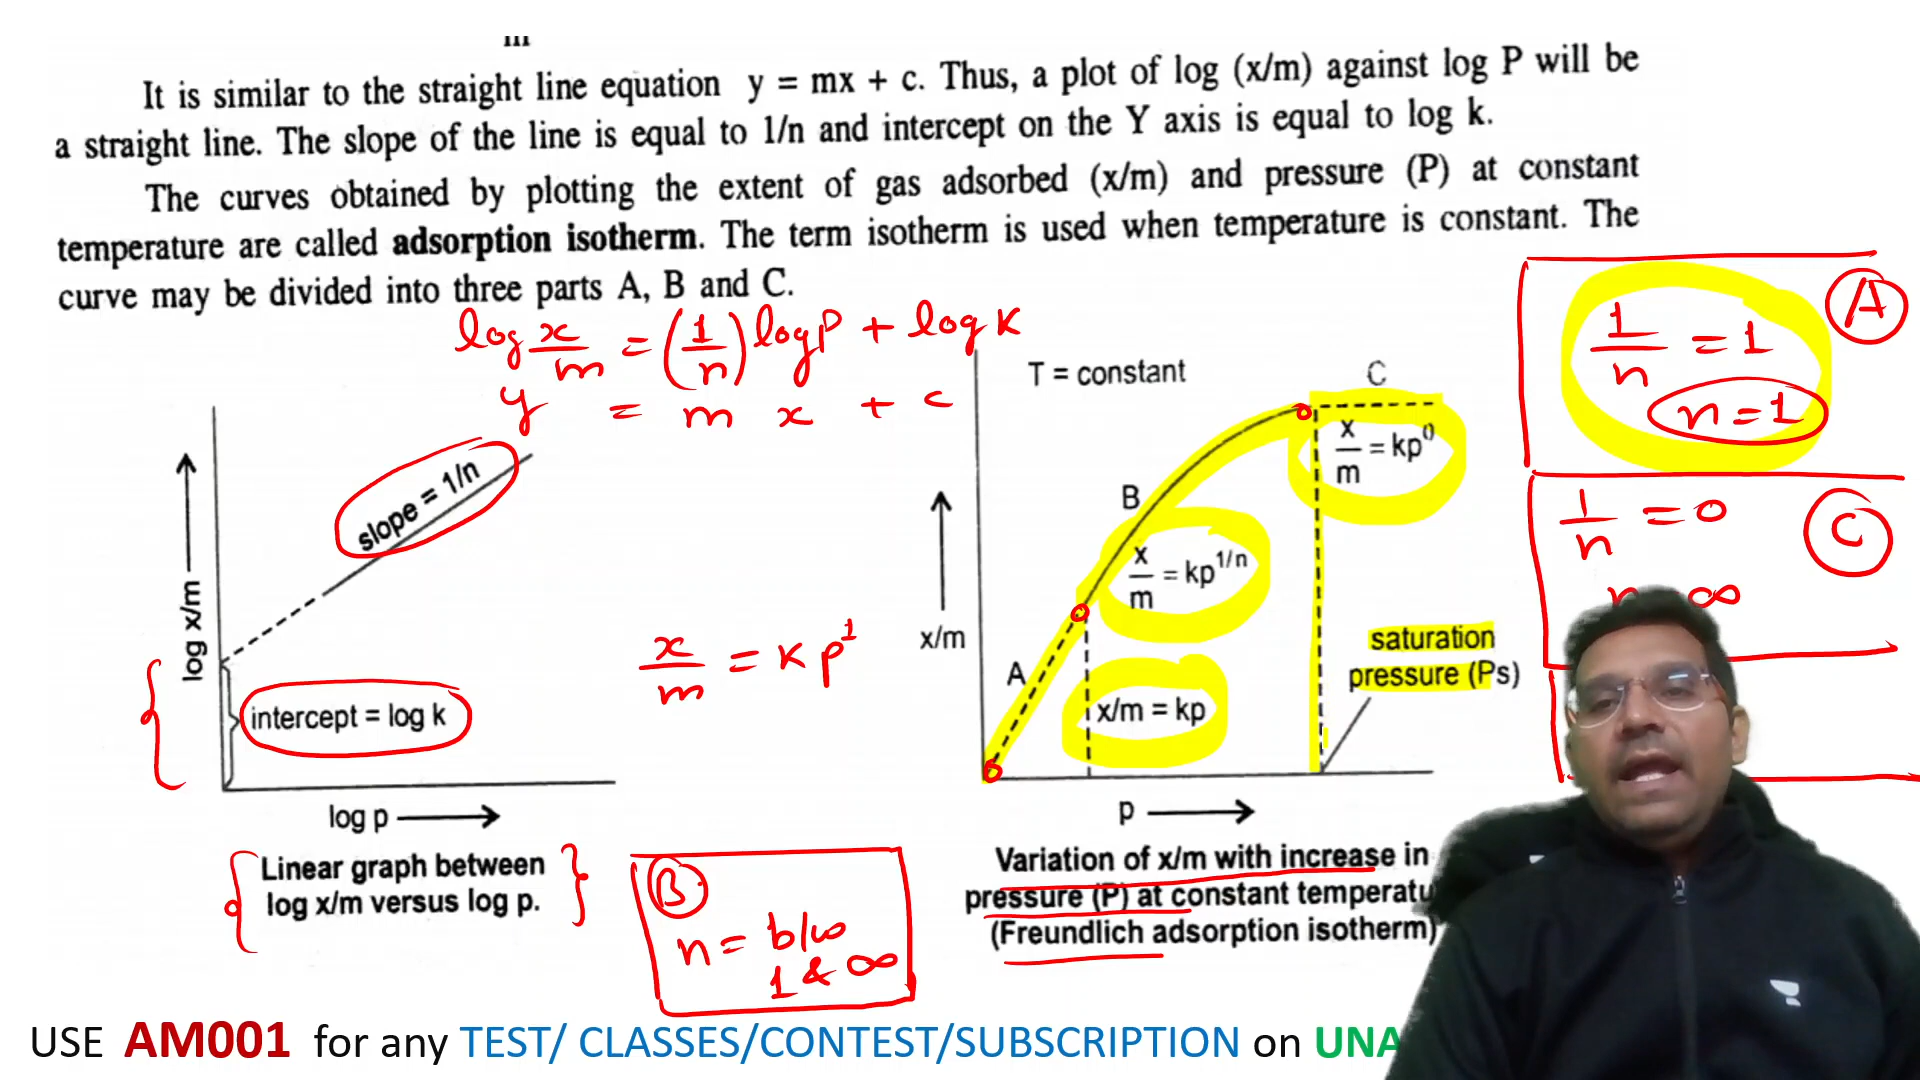 m
It is similar to the straight line equation y = mx + c. Thus, a plot of log (x/m) against log P will be
a straight line. The slope of the line is equal to 1/n and intercept on the Y axis is equal to log k.
The curves obtained by plotting the extent of gas adsorbed (x/m) and pressure (P) at constant
temperature are called adsorption isotherm. The term isotherm is used when temperature is constant. The
curve may be divided into three parts A, B and C.
log x/m = (1/n) log P + log K
y = m x + c
slope = 1/n
log x/m
intercept = log k
log p
Linear graph between
log x/m versus log p.
x/m = K P^1
B
n = b/w
1 & ∞
T = constant
C
x/m = kp^0
B
x/m = kp^1/n
x/m
A
x/m = kp
saturation
pressure (Ps)
p
Variation of x/m with increase in
pressure (P) at constant
(Freundlich adsorption isotherm)
A
1/n = 1
n = 1
C
1/n = 0
∞
USE AM001 for any TEST/ CLASSES/CONTEST/SUBSCRIPTION on